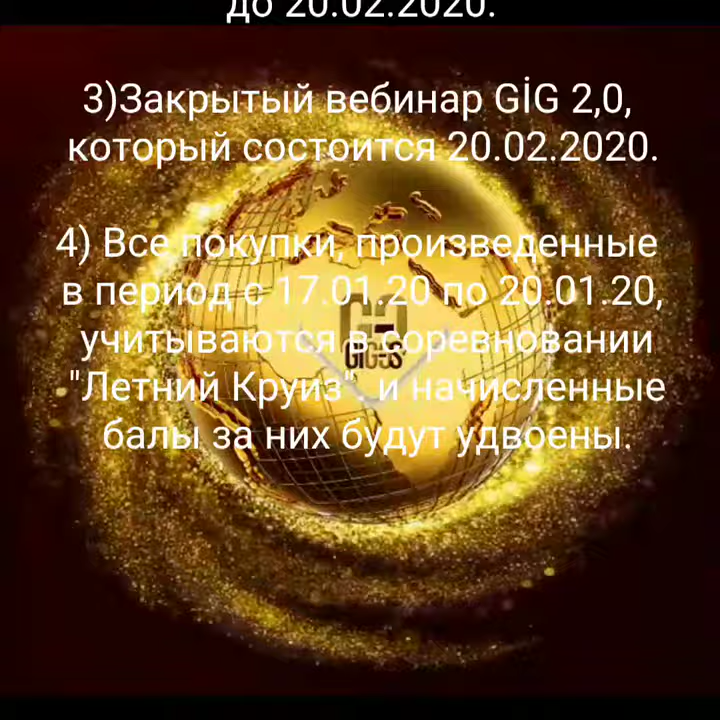 до 20.02.2020.
3)Закрытый вебинар GİG 2,0,
который состоится 20.02.2020.
4) Все покупки, произведенные
в период с 17.01.20 по 20.01.20,
учитываются в соревновании
"Летний Круиз". и начисленные
балы за них будут удвоены.
GIG-S